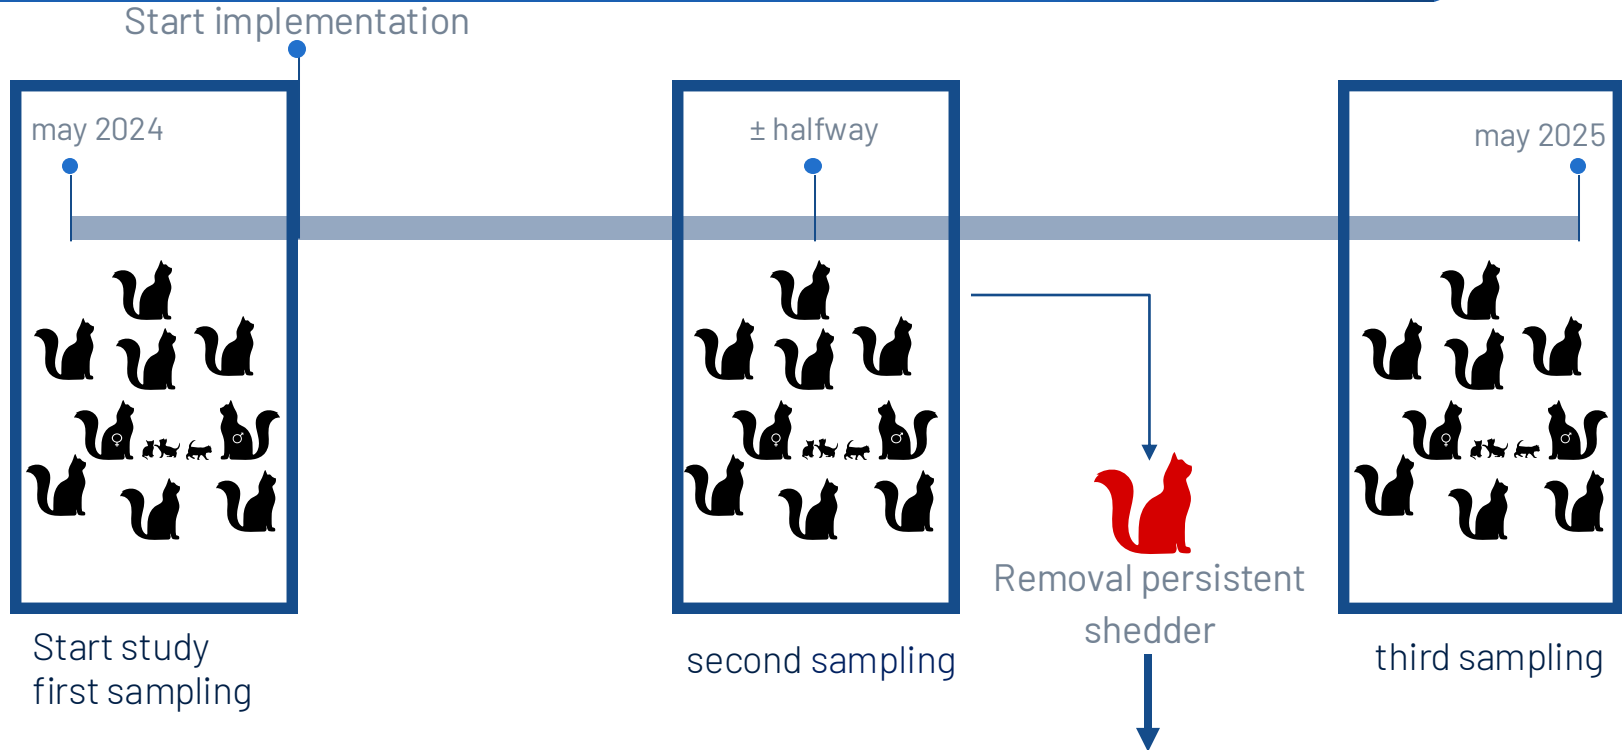 Start implementation
may 2024
± halfway
may 2025
♀
♂
♀
♂
♀
♂
Removal persistent
shedder
Start study
first sampling
second sampling
third sampling